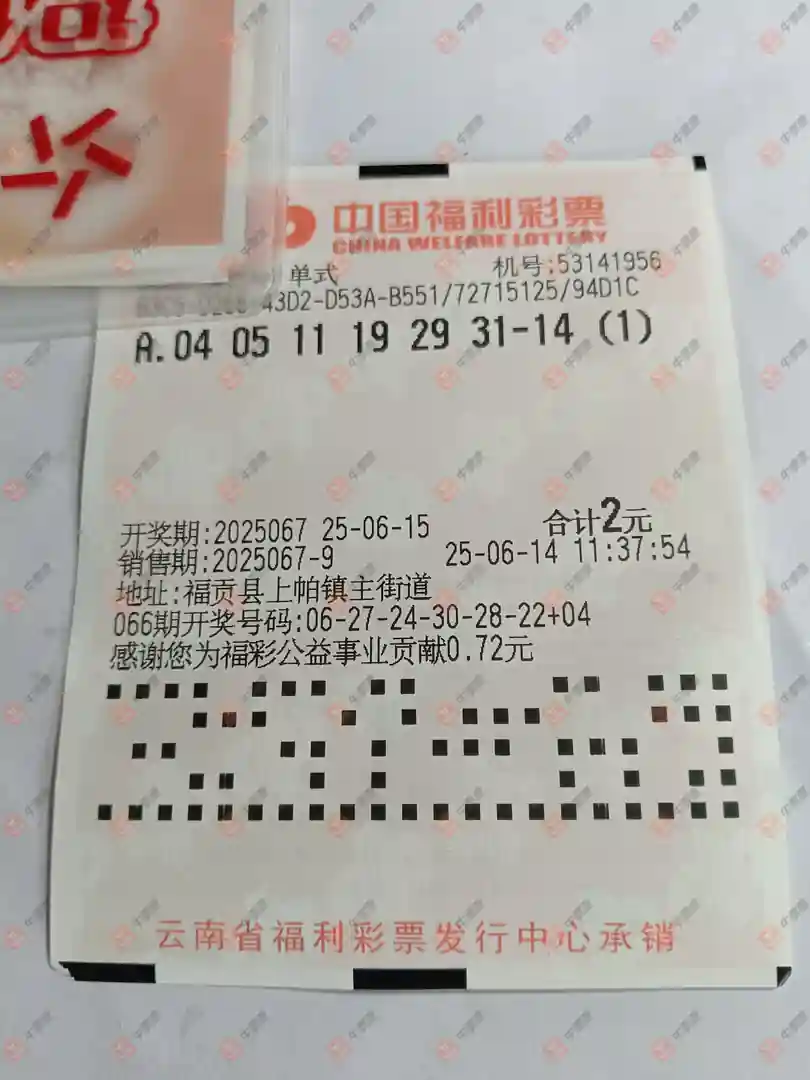 中国福利彩票
CHINA WELFARE LOTTERY
单式 机号:53141956
43D2-D53A-B551/72715125/94D1C
A.04 05 11 19 29 31-14 (1)
开奖期:2025067 25-06-15 合计2元
销售期:2025067-9 25-06-14 11:37:54
地址:福贡县上帕镇主街道
066期开奖号码:06-27-24-30-28-22+04
感谢您为福彩公益事业贡献0.72元
云南省福利彩票发行中心承销